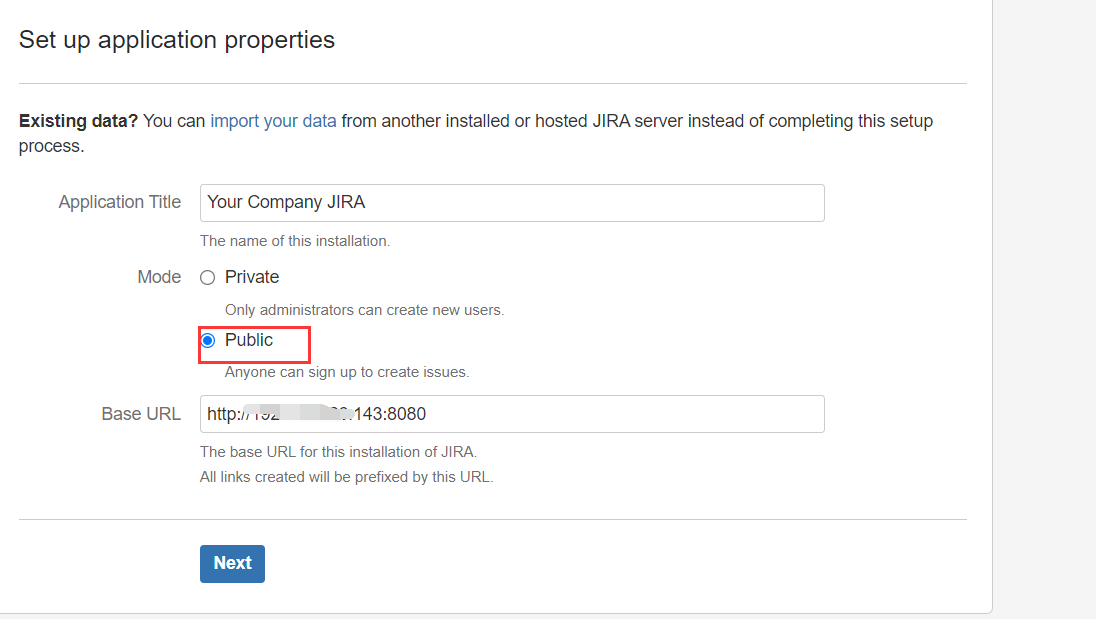 Set up application properties
Existing data? You can import your data from another installed or hosted JIRA server instead of completing this setup
process.
Application Title
Your Company JIRA
The name of this installation.
Mode
Private
Only administrators can create new users.
Public
Anyone can sign up to create issues.
Base URL
http://192 143:8080
The base URL for this installation of JIRA.
All links created will be prefixed by this URL.
Next